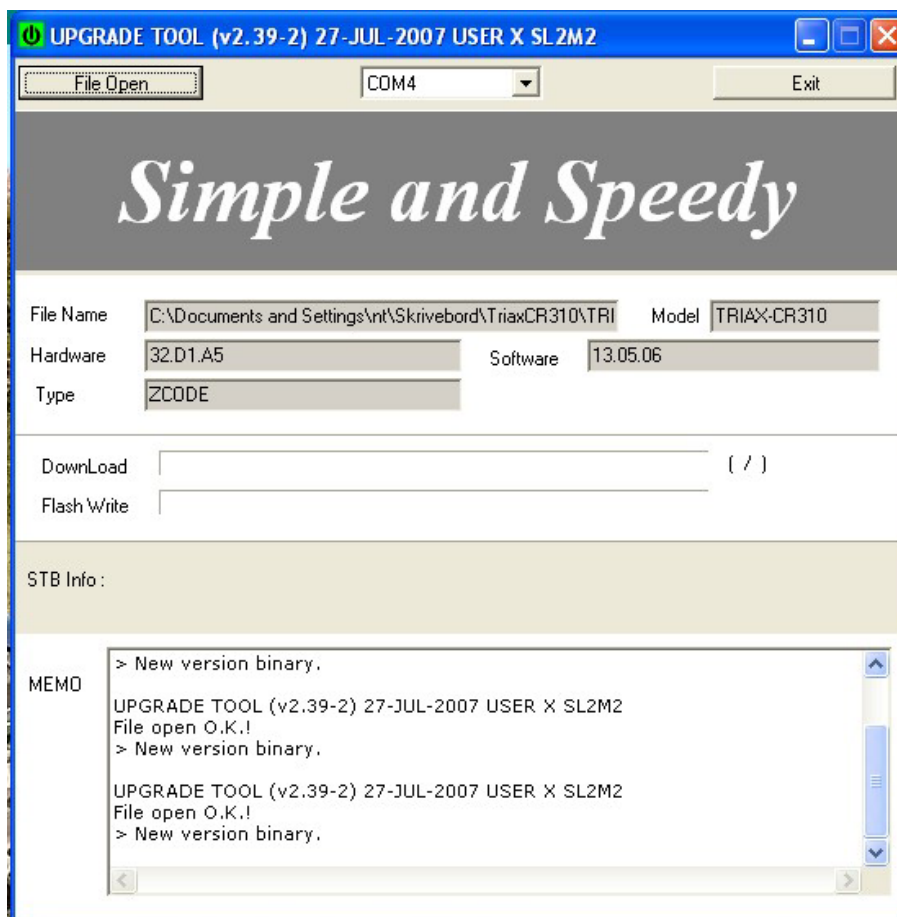 UPGRADE TOOL (v2.39-2) 27-JUL-2007 USER X SL2M2
File Open COM4 Exit
Simple and Speedy
File Name C:\Documents and Settings\nt\Skrivebord\TriaxCR310\TRI Model TRIAX-CR310
Hardware 32.D1.A5 Software 13.05.06
Type ZCODE
DownLoad ( / )
Flash Write
STB Info :
MEMO
> New version binary.
UPGRADE TOOL (v2.39-2) 27-JUL-2007 USER X SL2M2
File open O.K.!
> New version binary.
UPGRADE TOOL (v2.39-2) 27-JUL-2007 USER X SL2M2
File open O.K.!
> New version binary.